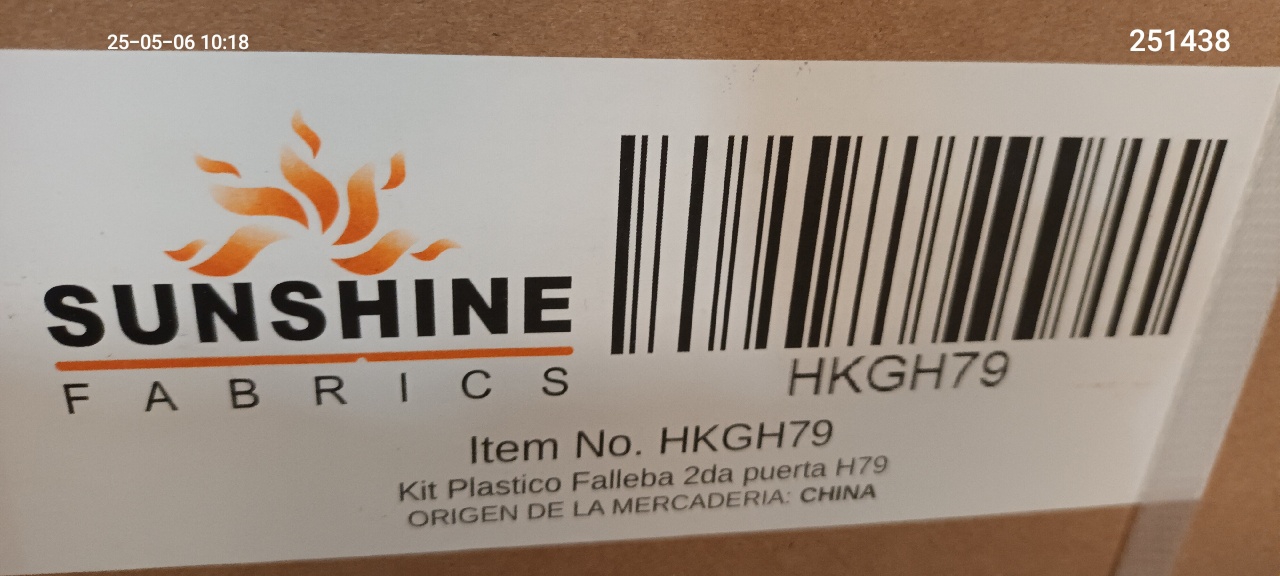 25-05-06 10:18
251438
SUNSHINE
FABRICS
HKGH79
Item No. HKGH79
Kit Plastico Falleba 2da puerta H79
ORIGEN DE LA MERCADERIA: CHINA